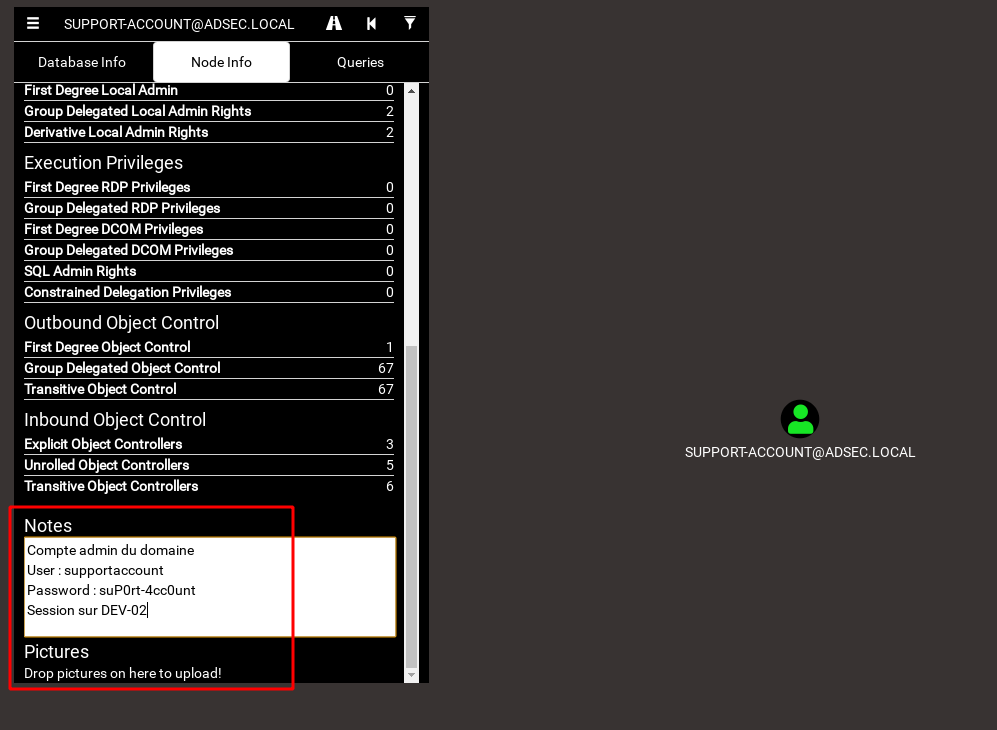 SUPPORT-ACCOUNT@ADSEC.LOCAL
Database Info Node Info Queries
First Degree Local Admin 0
Group Delegated Local Admin Rights 2
Derivative Local Admin Rights 2
Execution Privileges
First Degree RDP Privileges 0
Group Delegated RDP Privileges 0
First Degree DCOM Privileges 0
Group Delegated DCOM Privileges 0
SQL Admin Rights 0
Constrained Delegation Privileges 0
Outbound Object Control
First Degree Object Control 1
Group Delegated Object Control 67
Transitive Object Control 67
Inbound Object Control
Explicit Object Controllers 3
Unrolled Object Controllers 5
Transitive Object Controllers 6
Notes
Compte admin du domaine
User : supportaccount
Password : suP0rt-4cc0unt
Session sur DEV-02
Pictures
Drop pictures on here to upload!
SUPPORT-ACCOUNT@ADSEC.LOCAL